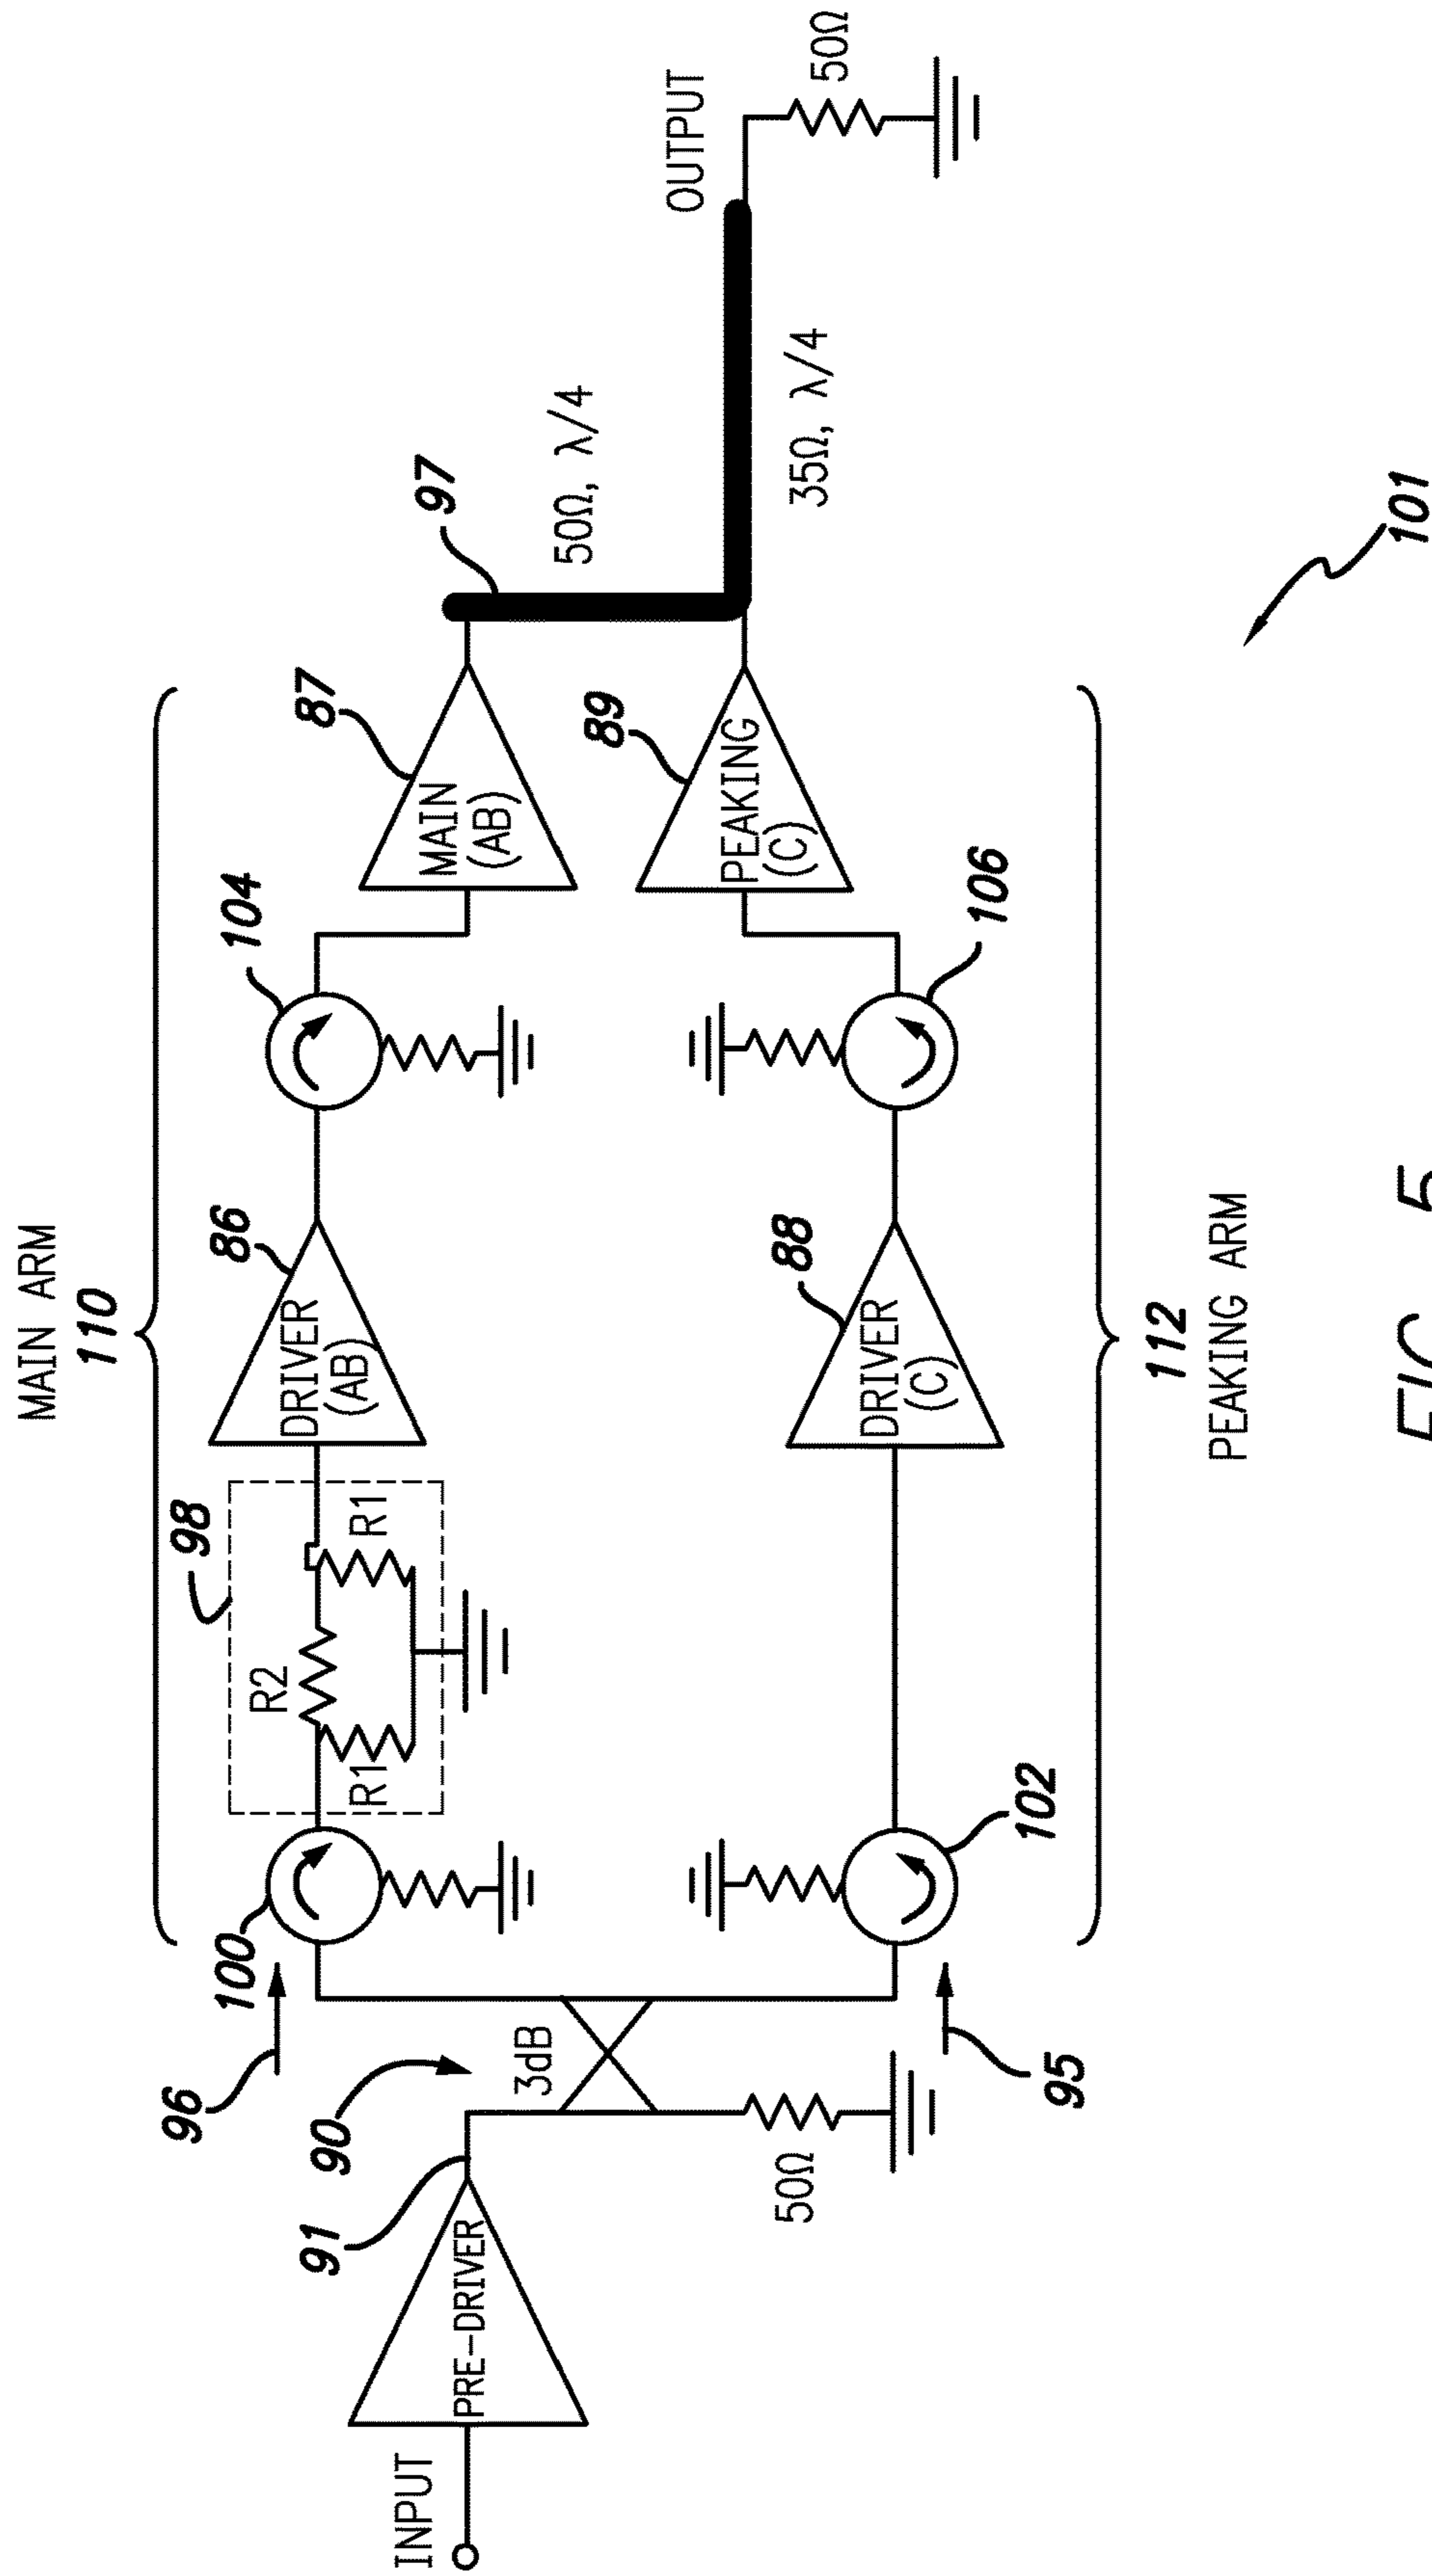 MAIN ARM
110
96
100
98
R1
R2
R1
86
DRIVER
(AB)
104
87
MAIN
(AB)
97
50Ω, λ/4
OUTPUT
50Ω
INPUT
PRE-DRIVER
91
90
3dB
50Ω
95
102
88
DRIVER
(C)
106
89
PEAKING
(C)
35Ω, λ/4
112
PEAKING ARM
101
FIG. 5